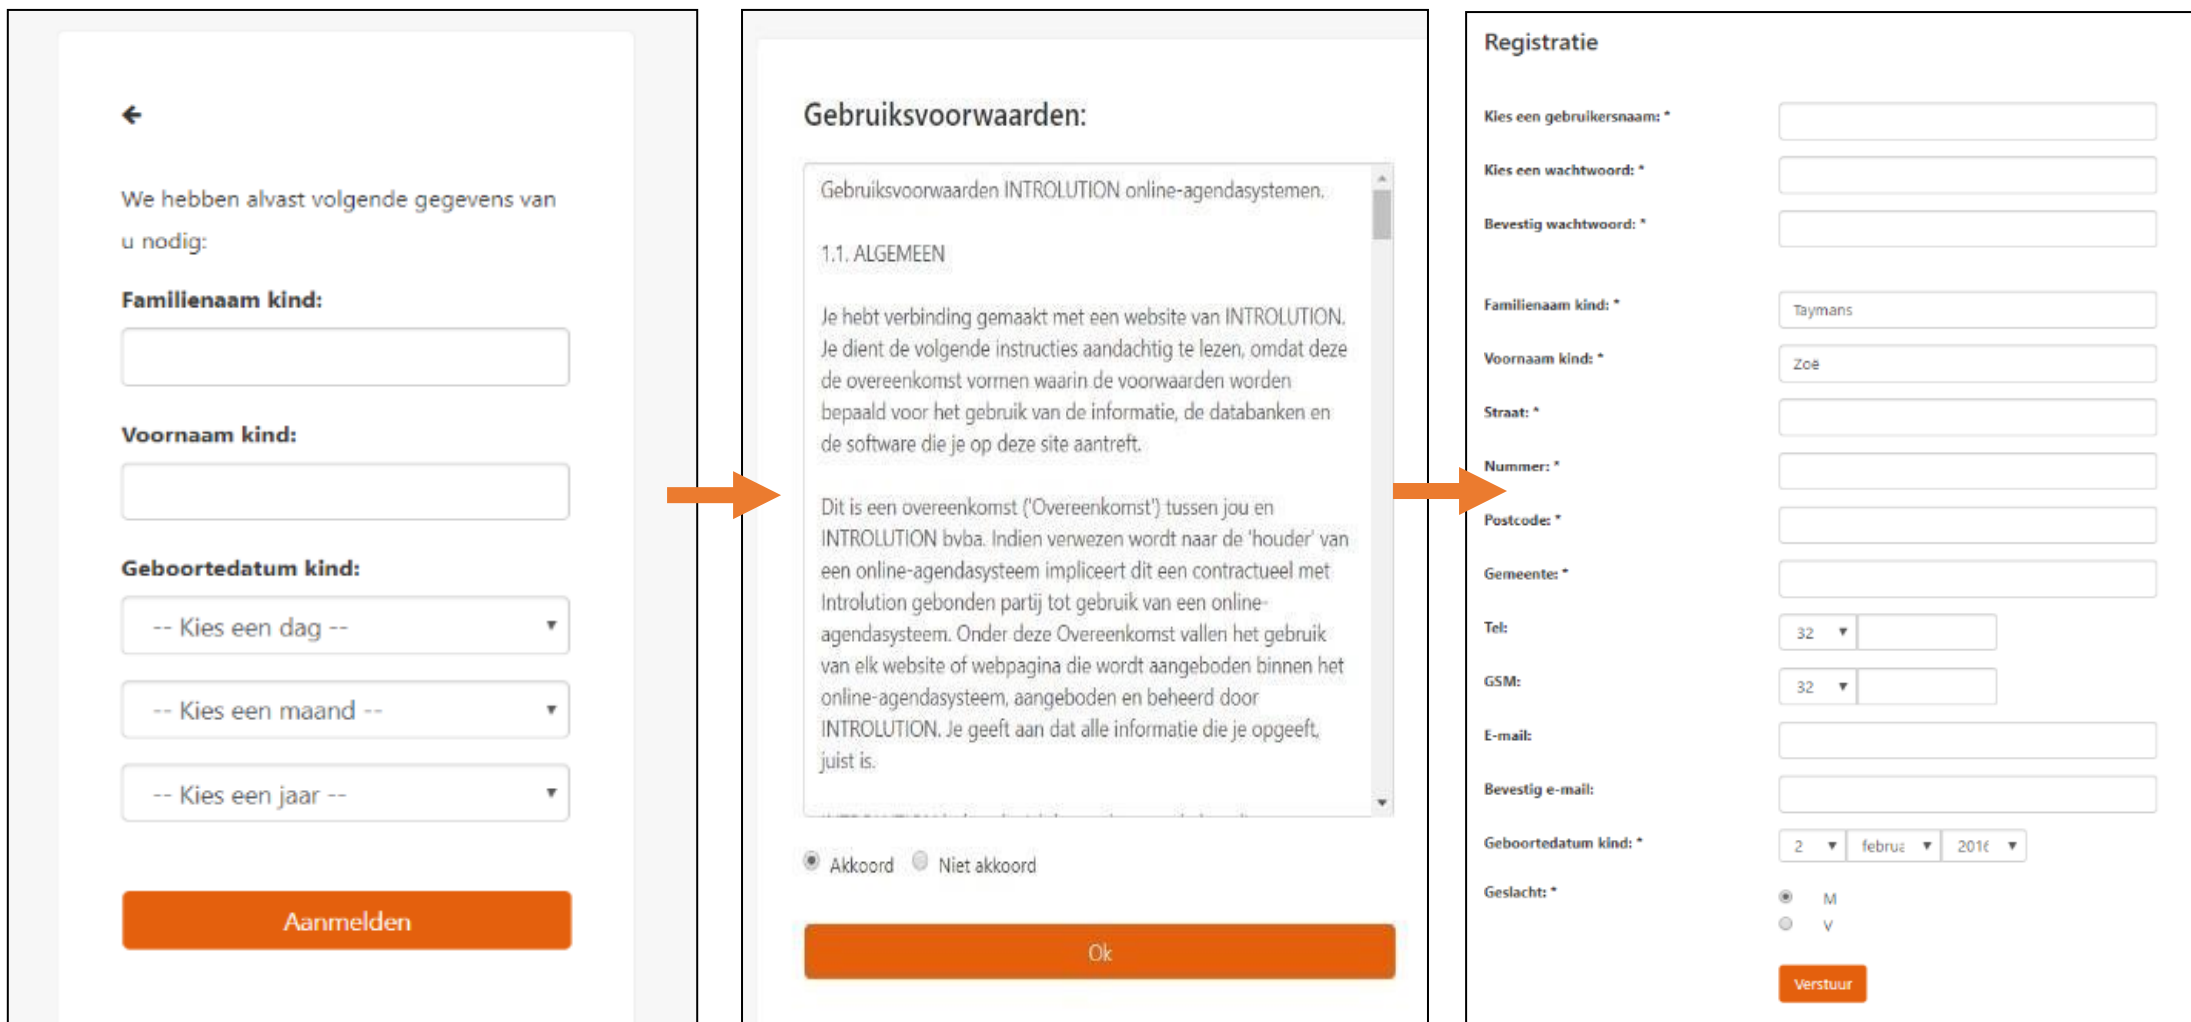 We hebben alvast volgende gegevens van
u nodig:
Familienaam kind:
Voornaam kind:
Geboortedatum kind:
-- Kies een dag --
-- Kies een maand --
-- Kies een jaar --
Aanmelden
Gebruiksvoorwaarden:
Gebruiksvoorwaarden INTROLUTION online-agendasystemen.
1.1. ALGEMEEN
Je hebt verbinding gemaakt met een website van INTROLUTION.
Je dient de volgende instructies aandachtig te lezen, omdat deze
de overeenkomst vormen waarin de voorwaarden worden
bepaald voor het gebruik van de informatie, de databanken en
de software die je op deze site aantreft.
Dit is een overeenkomst ('Overeenkomst') tussen jou en
INTROLUTION bvba. Indien verwezen wordt naar de 'houder' van
een online-agendasysteem impliceert dit een contractueel met
Introlution gebonden partij tot gebruik van een online-
agendasysteem. Onder deze Overeenkomst vallen het gebruik
van elk website of webpagina die wordt aangeboden binnen het
online-agendasysteem, aangeboden en beheerd door
INTROLUTION. Je geeft aan dat alle informatie die je opgeeft,
juist is.
Akkoord Niet akkoord
Ok
Registratie
Kies een gebruikersnaam: *
Kies een wachtwoord: *
Bevestig wachtwoord: *
Familienaam kind: * Taymans
Voornaam kind: * Zoë
Straat: *
Nummer: *
Postcode: *
Gemeente: *
Tel: 32
GSM: 32
E-mail:
Bevestig e-mail:
Geboortedatum kind: * 2 februa 2016
Geslacht: * M
V
Verstuur